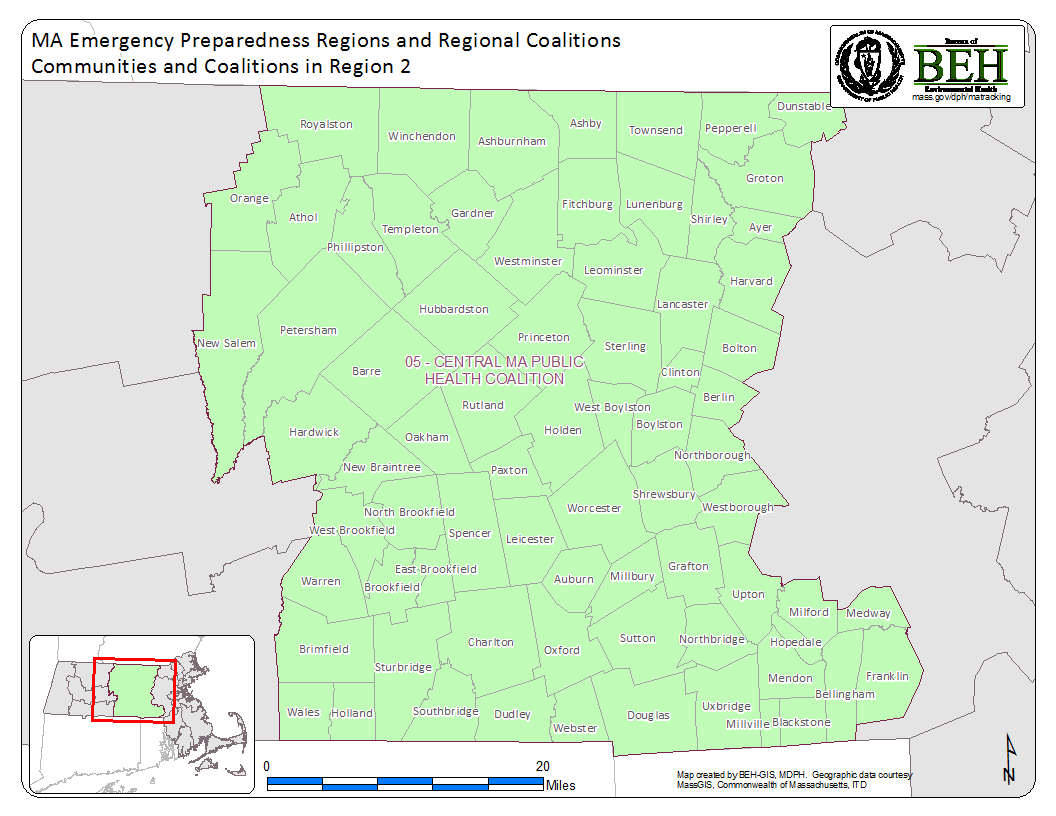 MA Emergency Preparedness Regions and Regional Coalitions
Communities and Coalitions in Region 2
Bureau of
BEH
Environmental Health
mass.gov/dph/matracking
Dunstable
Royalston
Winchendon
Ashburnham
Ashby
Townsend
Pepperell
Groton
Orange
Athol
Phillipston
Templeton
Gardner
Westminster
Fitchburg
Lunenburg
Shirley
Ayer
Leominster
Harvard
Lancaster
Hubbardston
Petersham
New Salem
Princeton
Sterling
Bolton
05 - CENTRAL MA PUBLIC
HEALTH COALITION
Barre
Clinton
Berlin
Rutland
West Boylston
Boylston
Holden
Hardwick
Oakham
New Braintree
Paxton
Northborough
Shrewsbury
Westborough
Worcester
North Brookfield
West Brookfield
Spencer
Leicester
East Brookfield
Brookfield
Warren
Auburn
Millbury
Grafton
Upton
Milford
Medway
Brimfield
Sturbridge
Charlton
Oxford
Sutton
Northbridge
Hopedale
Mendon
Franklin
Bellingham
Wales
Holland
Southbridge
Dudley
Webster
Douglas
Uxbridge
Millville
Blackstone
0
20
Miles
Map created by BEH-GIS, MDPH. Geographic data courtesy
MassGIS, Commonwealth of Massachusetts, ITD
N